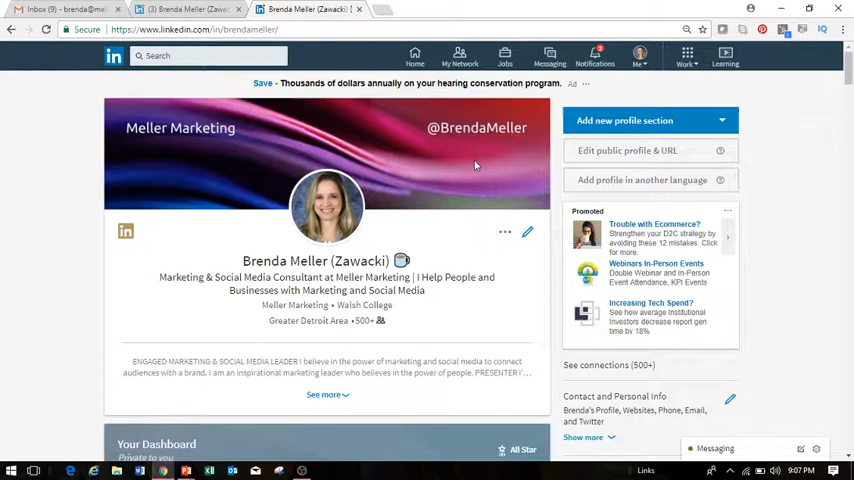 Inbox (9) - brenda@mel
(3) Brenda Meller (Zawac
Brenda Meller (Zawacki)
Secure
https://www.linkedin.com/in/brendameller/
in
Search
Home
My Network
Jobs
Messaging
3
Notifications
Me
Work
Learning
Save - Thousands of dollars annually on your hearing conservation program. Ad ...
Meller Marketing
@BrendaMeller
in
Brenda Meller (Zawacki)
Marketing & Social Media Consultant at Meller Marketing | I Help People and
Businesses with Marketing and Social Media
Meller Marketing • Walsh College
Greater Detroit Area • 500+
ENGAGED MARKETING & SOCIAL MEDIA LEADER I believe in the power of marketing and social media to connect
audiences with a brand. I am an inspirational marketing leader who believes in the power of people. PRESENTER I'...
See more
Your Dashboard
Private to you
All Star
Add new profile section
Edit public profile & URL
Add profile in another language
Promoted
Trouble with Ecommerce?
Strengthen your D2C strategy by
avoiding these 12 mistakes. Click
for more.
Webinars In-Person Events
Double Webinar and In-Person
Event Attendance, KPI Events
Increasing Tech Spend?
See how average Institutional
Investors decrease report gen
time by 18%
See connections (500+)
Contact and Personal Info
Brenda's Profile, Websites, Phone, Email,
and Twitter
Show more
Messaging
Links
9:07 PM